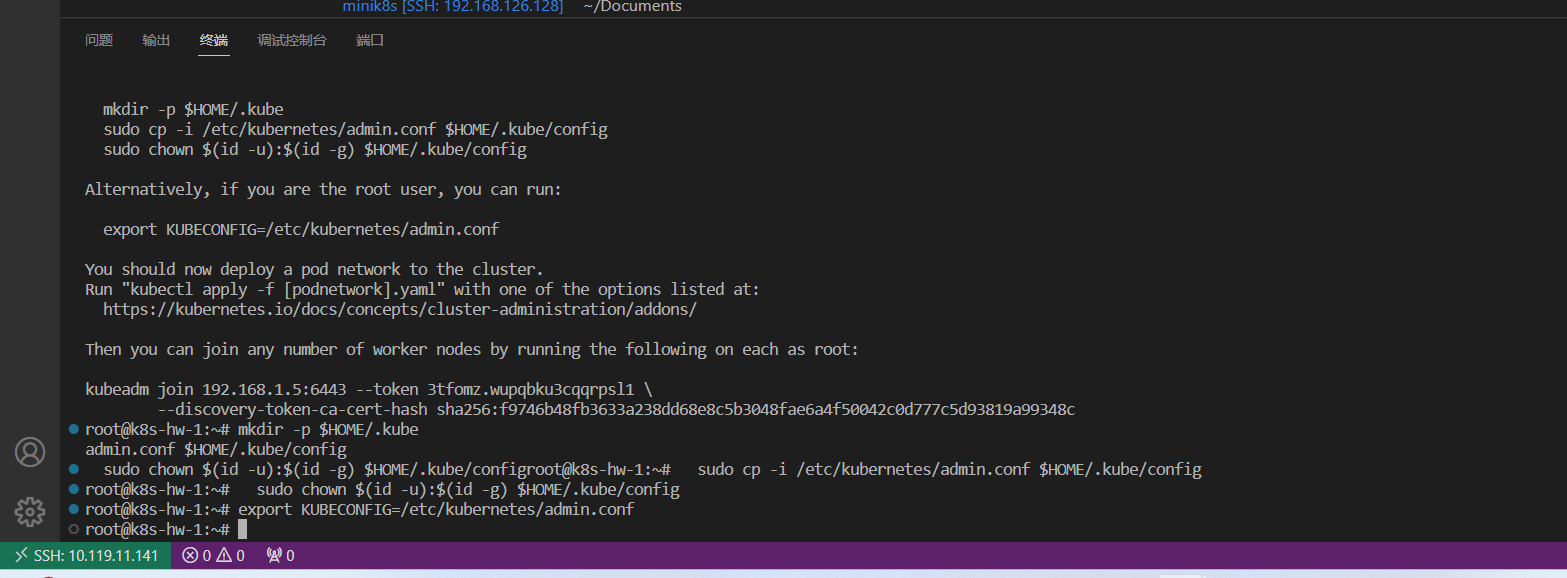 minik8s [SSH: 192.168.126.128] ~/Documents
问题 输出 终端 调试控制台 端口
mkdir -p $HOME/.kube
sudo cp -i /etc/kubernetes/admin.conf $HOME/.kube/config
sudo chown $(id -u):$(id -g) $HOME/.kube/config
Alternatively, if you are the root user, you can run:
export KUBECONFIG=/etc/kubernetes/admin.conf
You should now deploy a pod network to the cluster.
Run "kubectl apply -f [podnetwork].yaml" with one of the options listed at:
https://kubernetes.io/docs/concepts/cluster-administration/addons/
Then you can join any number of worker nodes by running the following on each as root:
kubeadm join 192.168.1.5:6443 --token 3tfomz.wupqbku3cqqrpsl1 \
--discovery-token-ca-cert-hash sha256:f9746b48fb3633a238dd68e8c5b3048fae6a4f50042c0d777c5d93819a99348c
root@k8s-hw-1:~# mkdir -p $HOME/.kube
admin.conf $HOME/.kube/config
sudo chown $(id -u):$(id -g) $HOME/.kube/configroot@k8s-hw-1:~#   sudo cp -i /etc/kubernetes/admin.conf $HOME/.kube/config
root@k8s-hw-1:~#   sudo chown $(id -u):$(id -g) $HOME/.kube/config
root@k8s-hw-1:~# export KUBECONFIG=/etc/kubernetes/admin.conf
root@k8s-hw-1:~#
SSH: 10.119.11.141 0 0 0